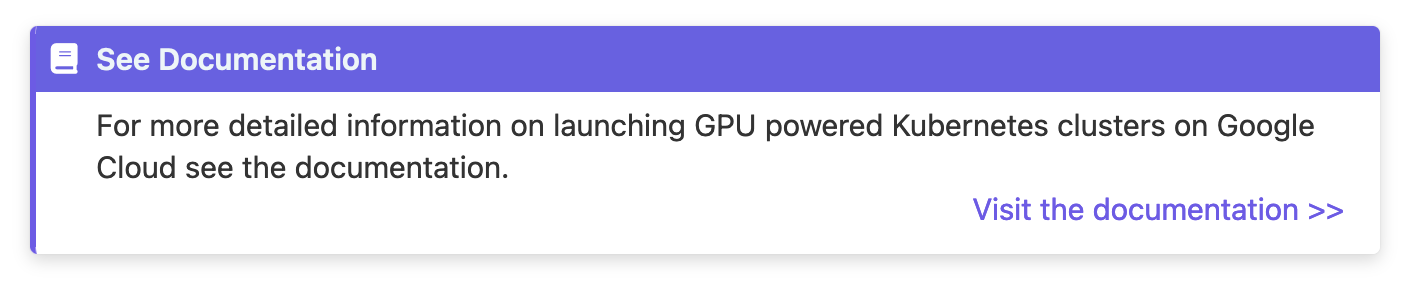 See Documentation
For more detailed information on launching GPU powered Kubernetes clusters on Google
Cloud see the documentation.
Visit the documentation >>